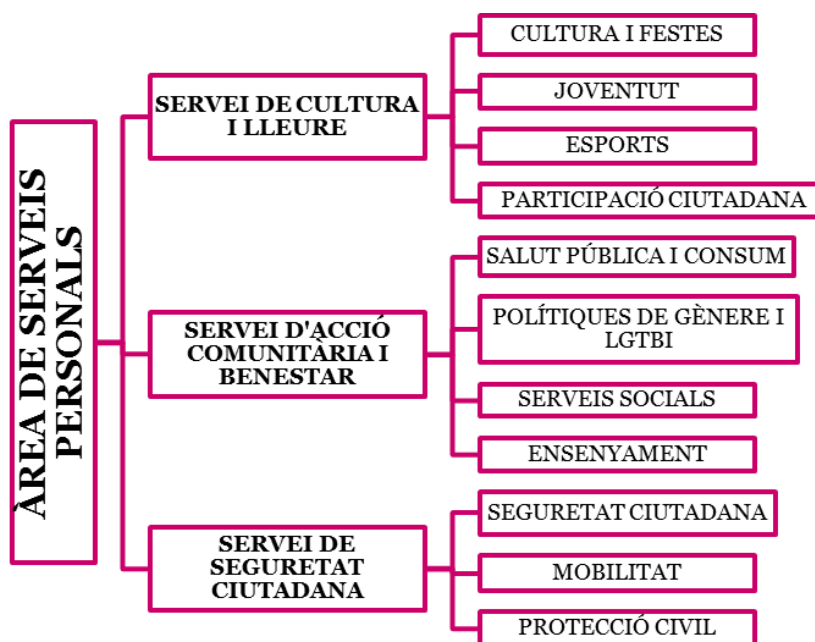 ÀREA DE SERVEIS
PERSONALS
SERVEI DE CULTURA
I LLEURE
CULTURA I FESTES
JOVENTUT
ESPORTS
PARTICIPACIÓ CIUTADANA
SERVEI D'ACCIÓ
COMUNITÀRIA I
BENESTAR
SALUT PÚBLICA I CONSUM
POLÍTIQUES DE GÈNERE I
LGTBI
SERVEIS SOCIALS
ENSENYAMENT
SERVEI DE
SEGURETAT
CIUTADANA
SEGURETAT CIUTADANA
MOBILITAT
PROTECCIÓ CIVIL